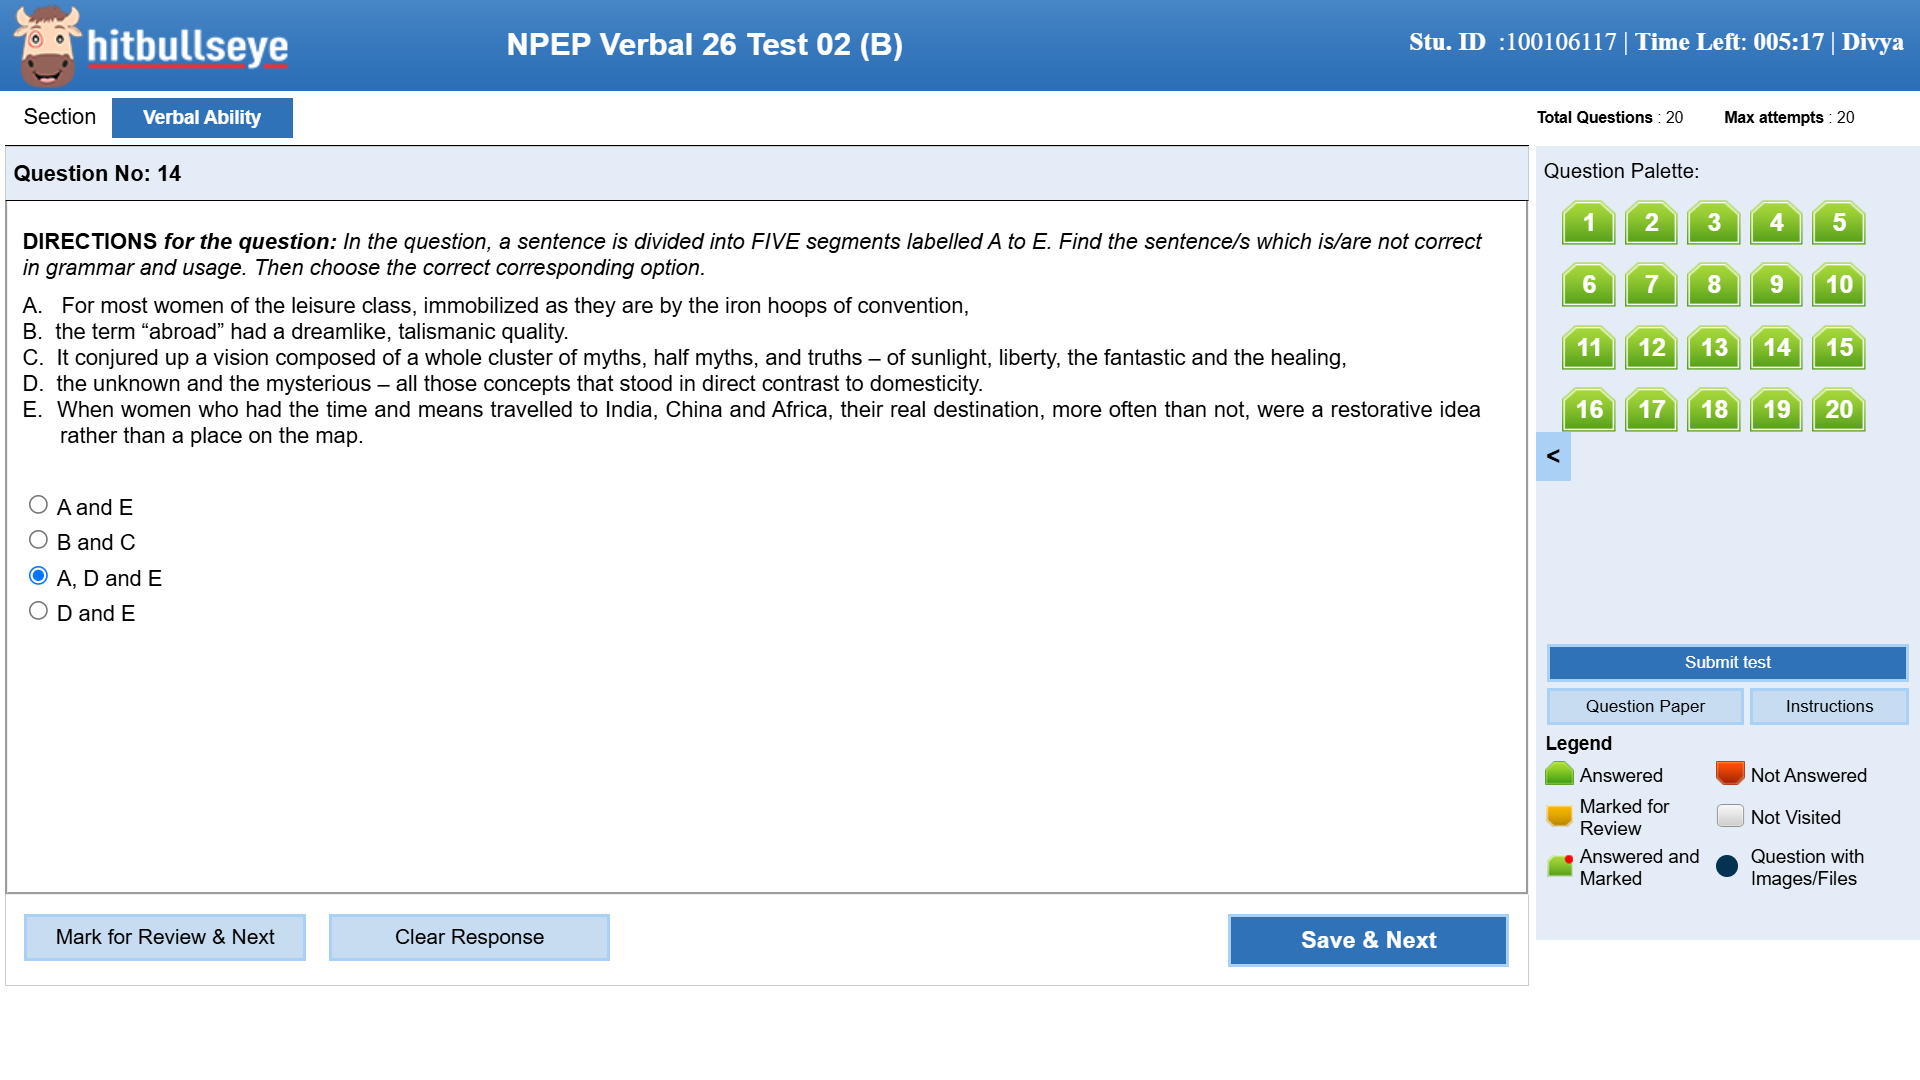 hitbullseye
NPEP Verbal 26 Test 02 (B)
Stu. ID :100106117 | Time Left: 005:17 | Divya
Section
Verbal Ability
Total Questions : 20
Max attempts : 20
Question No: 14
DIRECTIONS for the question: In the question, a sentence is divided into FIVE segments labelled A to E. Find the sentence/s which is/are not correct
in grammar and usage. Then choose the correct corresponding option.
A. For most women of the leisure class, immobilized as they are by the iron hoops of convention,
B. the term “abroad” had a dreamlike, talismanic quality.
C. It conjured up a vision composed of a whole cluster of myths, half myths, and truths – of sunlight, liberty, the fantastic and the healing,
D. the unknown and the mysterious – all those concepts that stood in direct contrast to domesticity.
E. When women who had the time and means travelled to India, China and Africa, their real destination, more often than not, were a restorative idea
rather than a place on the map.
A and E
B and C
A, D and E
D and E
Mark for Review & Next
Clear Response
Save & Next
Question Palette:
1 2 3 4 5
6 7 8 9 10
11 12 13 14 15
16 17 18 19 20
<
Submit test
Question Paper
Instructions
Legend
Answered
Not Answered
Marked for
Review
Not Visited
Answered and
Marked
Question with
Images/Files